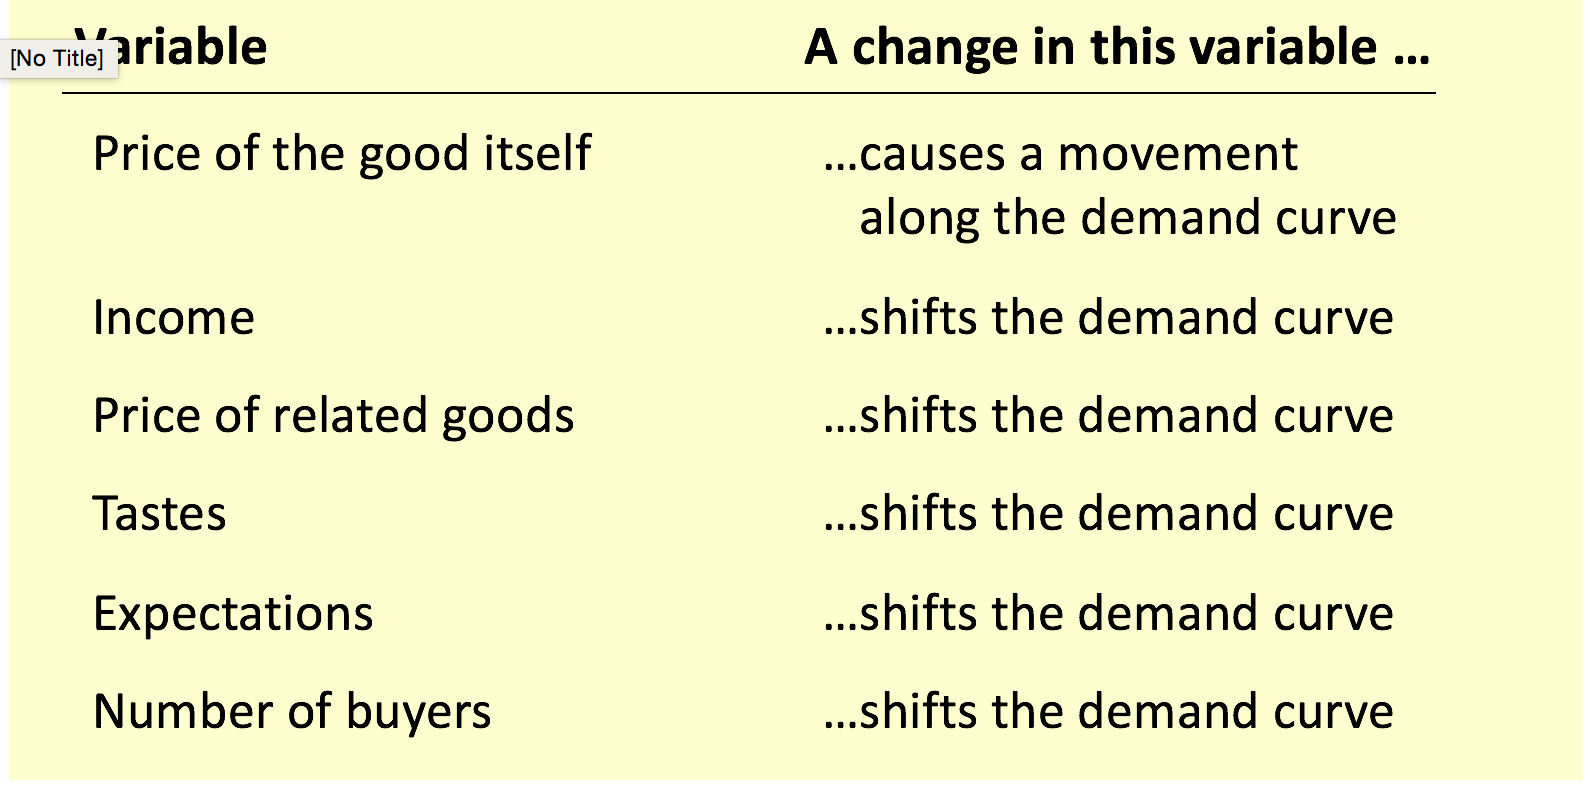 Variable A change in this variable ...
[No Title]
Price of the good itself ...causes a movement
along the demand curve
Income ...shifts the demand curve
Price of related goods ...shifts the demand curve
Tastes ...shifts the demand curve
Expectations ...shifts the demand curve
Number of buyers ...shifts the demand curve